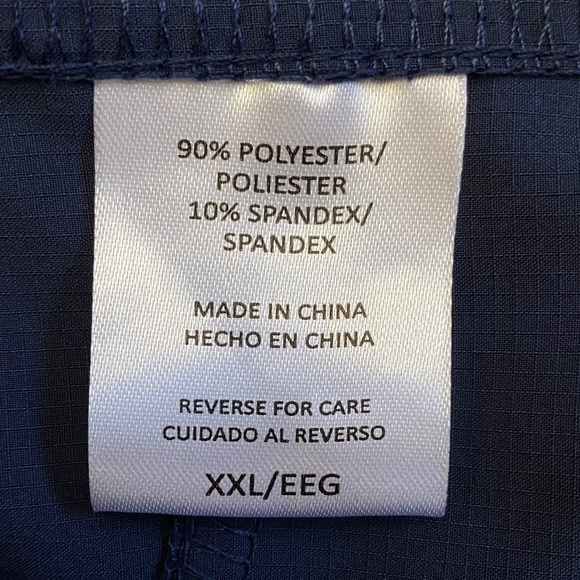 90% POLYESTER/
POLIESTER
10% SPANDEX/
SPANDEX
MADE IN CHINA
HECHO EN CHINA
REVERSE FOR CARE
CUIDADO AL REVERSO
XXL/EEG